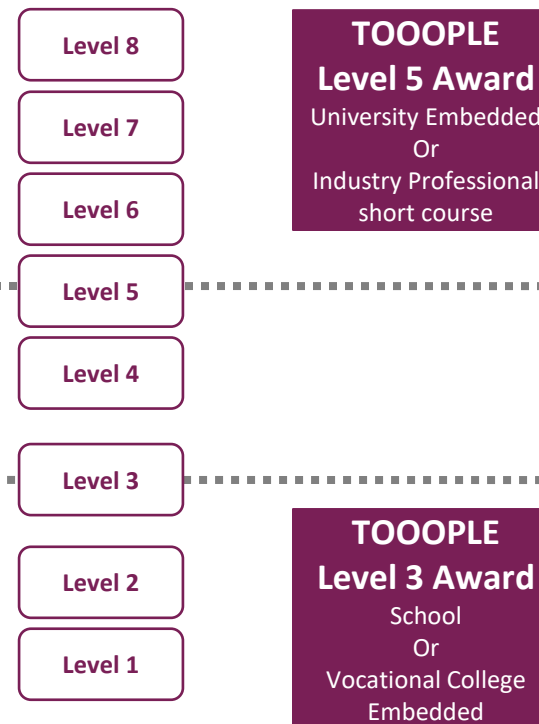 Level 8
Level 7
Level 6
Level 5
Level 4
Level 3
Level 2
Level 1
TOOOPLE
Level 5 Award
University Embedded
Or
Industry Professional
short course
TOOOPLE
Level 3 Award
School
Or
Vocational College
Embedded